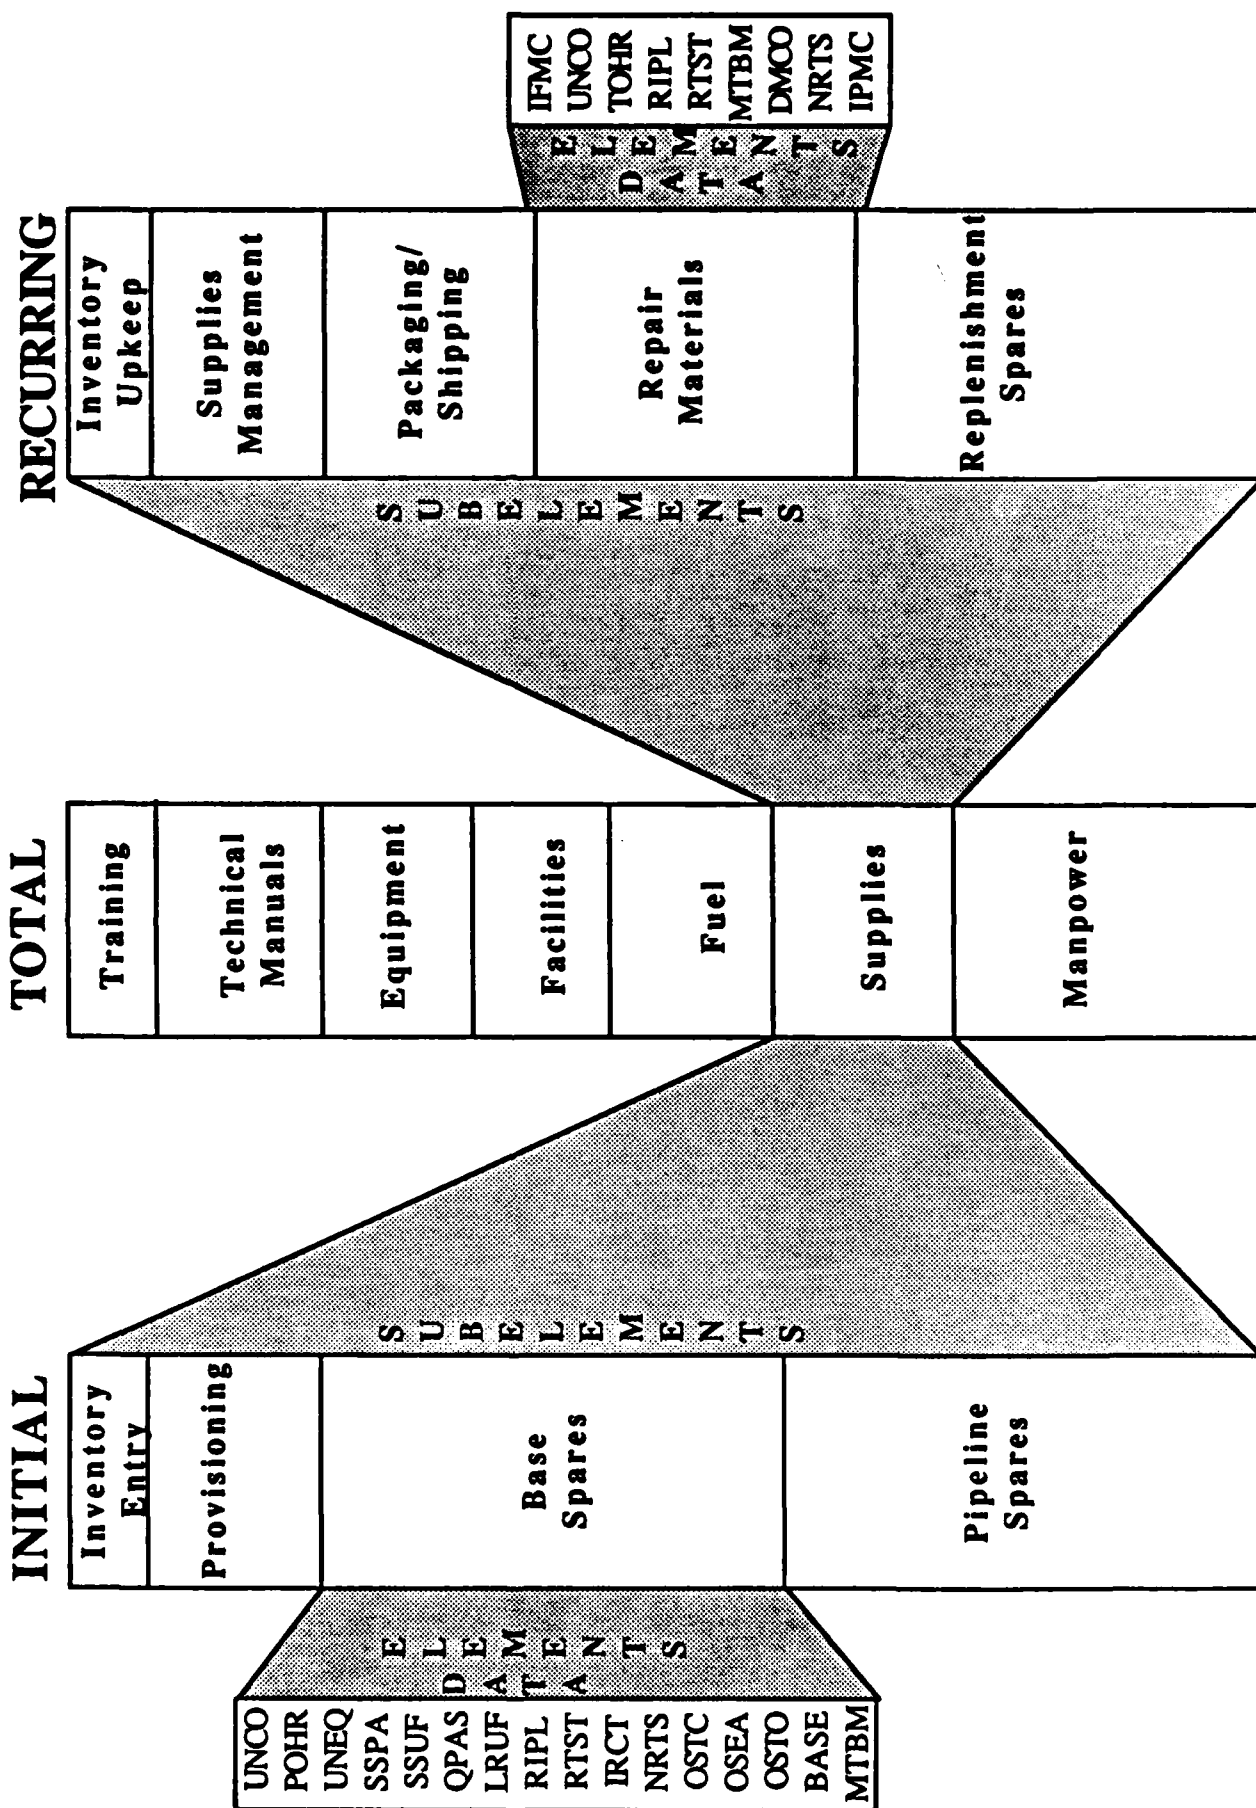 INITIAL
Inventory
Entry
Provisioning
Base
Spares
Pipeline
Spares
DATA
ELEMENTS
UNCO
POHR
UNEQ
SSPA
SSUF
QPAS
LRUF
RIPL
RTST
IRCT
NRTS
OSTC
OSEA
OSTO
BASE
MTBM
SUBELEMENTS
TOTAL
Training
Technical
Manuals
Equipment
Facilities
Fuel
Supplies
Manpower
SUBELEMENTS
RECURRING
Inventory
Upkeep
Supplies
Management
Packaging/
Shipping
Repair
Materials
Replenishment
Spares
DATA
ELEMENTS
IFMC
UNCO
TOHR
RIPL
RTST
MTBM
DMCO
NRTS
IPMC